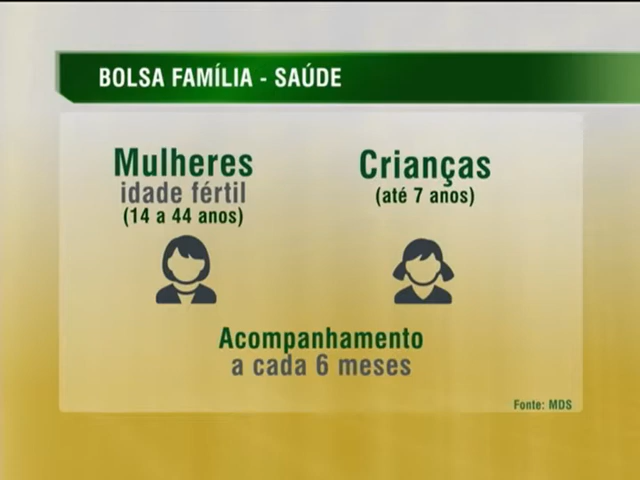 BOLSA FAMÍLIA - SAÚDE
Mulheres
idade fértil
(14 a 44 anos)
Crianças
(até 7 anos)
Acompanhamento
a cada 6 meses
Fonte: MDS